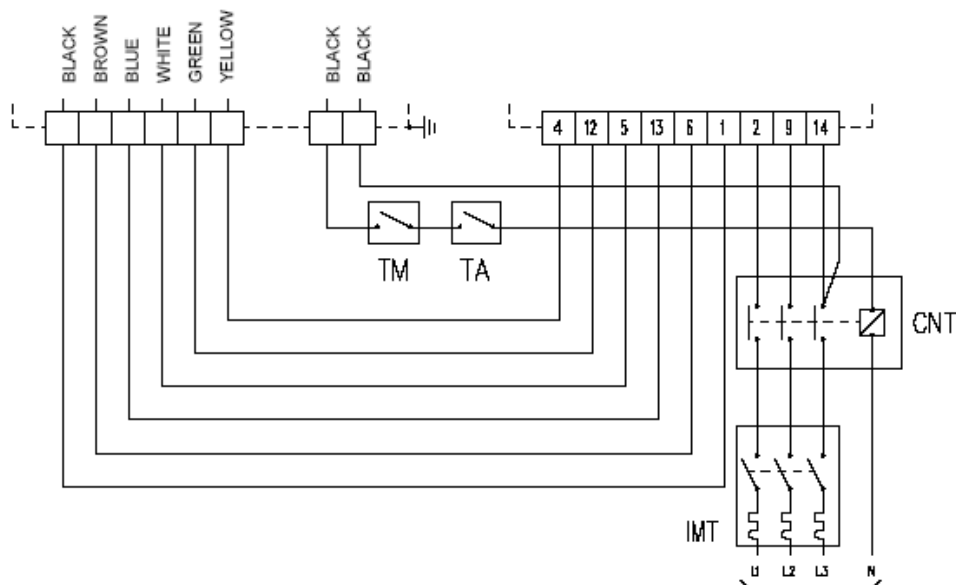 BLACK BROWN BLUE WHITE GREEN YELLOW BLACK BLACK
4 12 5 13 6 1 2 9 14
TM TA
CNT
IMT
L1 L2 L3 N